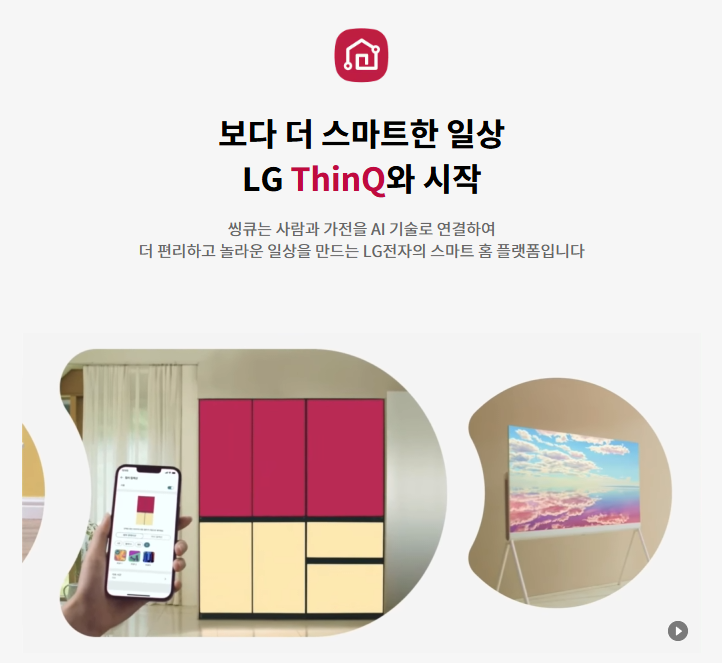 보다 더 스마트한 일상
LG ThinQ와 시작
씽큐는 사람과 가전을 AI 기술로 연결하여
더 편리하고 놀라운 일상을 만드는 LG전자의 스마트 홈 플랫폼입니다